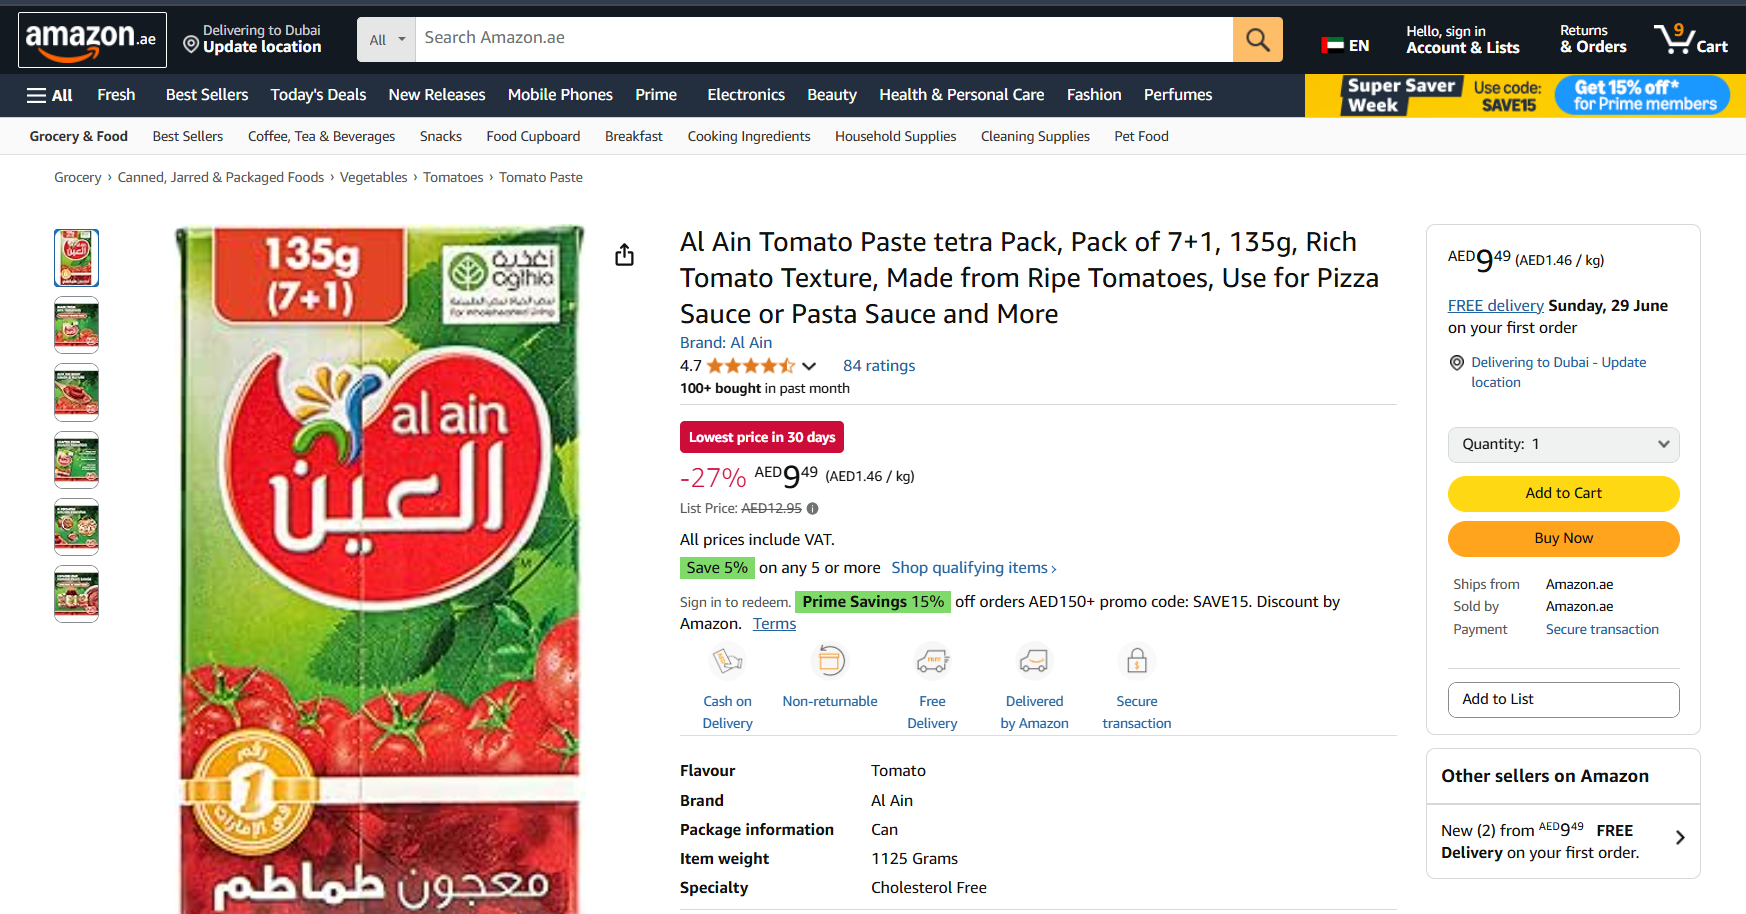 amazon.ae
Delivering to Dubai
Update location
All
Search Amazon.ae
EN
Hello, sign in
Account & Lists
Returns
& Orders
9
Cart
All
Fresh
Best Sellers
Today's Deals
New Releases
Mobile Phones
Prime
Electronics
Beauty
Health & Personal Care
Fashion
Perfumes
Super Saver
Week
Use code:
SAVE15
Get 15% off*
for Prime members
Grocery & Food
Best Sellers
Coffee, Tea & Beverages
Snacks
Food Cupboard
Breakfast
Cooking Ingredients
Household Supplies
Cleaning Supplies
Pet Food
Grocery › Canned, Jarred & Packaged Foods › Vegetables › Tomatoes › Tomato Paste
135g
(7+1)
اغذية
agthia
For Wholehearted Living
al ain
العين
TM
رقم
1
في الإمارات
معجون طماطم
Al Ain Tomato Paste tetra Pack, Pack of 7+1, 135g, Rich
Tomato Texture, Made from Ripe Tomatoes, Use for Pizza
Sauce or Pasta Sauce and More
Brand: Al Ain
4.7
84 ratings
100+ bought in past month
Lowest price in 30 days
-27% AED9.49 (AED1.46 / kg)
List Price: AED12.95
All prices include VAT.
Save 5% on any 5 or more Shop qualifying items ›
Sign in to redeem. Prime Savings 15% off orders AED150+ promo code: SAVE15. Discount by
Amazon. Terms
Cash on
Delivery
Non-returnable
FREE
Free
Delivery
Delivered
by Amazon
$
Secure
transaction
Flavour Tomato
Brand Al Ain
Package information Can
Item weight 1125 Grams
Specialty Cholesterol Free
AED9.49 (AED1.46 / kg)
FREE delivery Sunday, 29 June
on your first order
Delivering to Dubai - Update
location
Quantity: 1
Add to Cart
Buy Now
Ships from Amazon.ae
Sold by Amazon.ae
Payment Secure transaction
Add to List
Other sellers on Amazon
New (2) from AED9.49 FREE
Delivery on your first order.